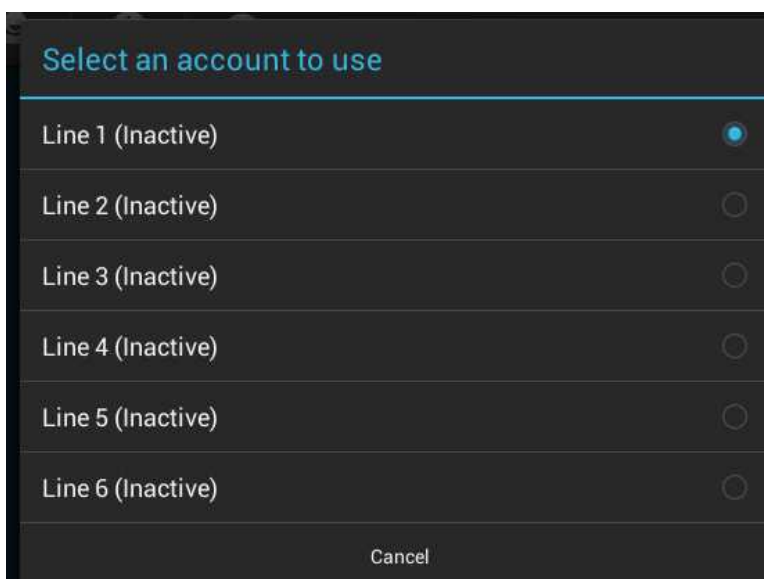 Select an account to use
Line 1 (Inactive)
Line 2 (Inactive)
Line 3 (Inactive)
Line 4 (Inactive)
Line 5 (Inactive)
Line 6 (Inactive)
Cancel